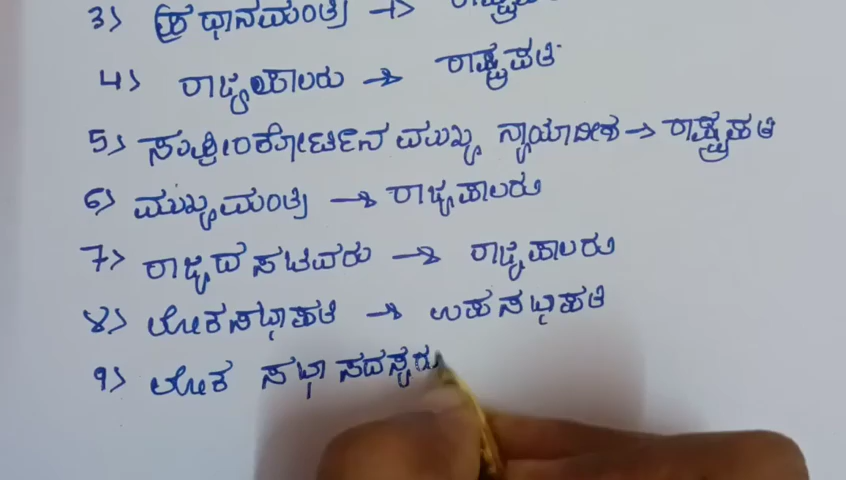 3> ಪ್ರಧಾನಮಂತ್ರಿ → ರಾಷ್ಟ್ರಪತಿ
4> ರಾಜ್ಯಪಾಲರು → ರಾಷ್ಟ್ರಪತಿ
5> ಸುಪ್ರೀಂಕೋರ್ಟಿನ ಮುಖ್ಯ ನ್ಯಾಯಾದೀಶ → ರಾಷ್ಟ್ರಪತಿ
6> ಮುಖ್ಯಮಂತ್ರಿ → ರಾಜ್ಯಪಾಲರು
7> ರಾಜ್ಯದ ಸಚಿವರು → ರಾಜ್ಯಪಾಲರು
8> ಲೋಕಸಭಾಪತಿ → ಉಪಸಭಾಪತಿ
9> ಲೋಕ ಸಭಾ ಸದಸ್ಯರು